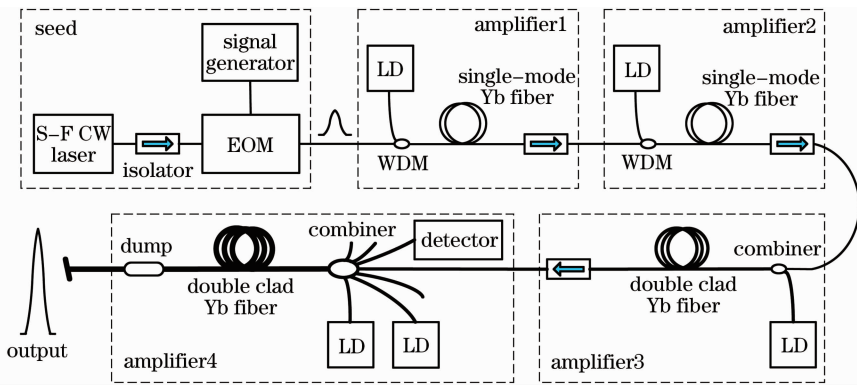 seed
signal
generator
S-F CW
laser
isolator
EOM
amplifier1
LD
single-mode
Yb fiber
WDM
amplifier2
LD
single-mode
Yb fiber
WDM
output
dump
double clad
Yb fiber
combiner
detector
LD
LD
amplifier4
double clad
Yb fiber
combiner
LD
amplifier3